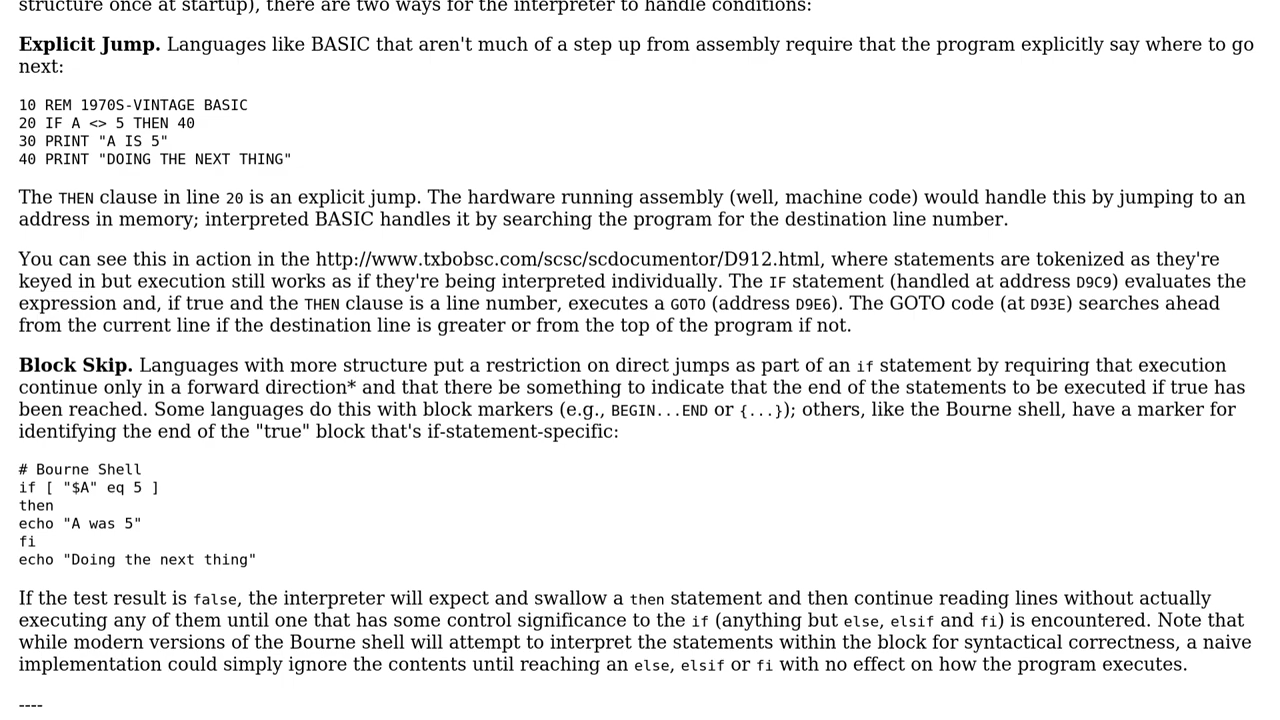 structure once at startup), there are two ways for the interpreter to handle conditions:
Explicit Jump. Languages like BASIC that aren't much of a step up from assembly require that the program explicitly say where to go
next:
10 REM 1970S-VINTAGE BASIC
20 IF A <> 5 THEN 40
30 PRINT "A IS 5"
40 PRINT "DOING THE NEXT THING"
The THEN clause in line 20 is an explicit jump. The hardware running assembly (well, machine code) would handle this by jumping to an
address in memory; interpreted BASIC handles it by searching the program for the destination line number.
You can see this in action in the http://www.txbobsc.com/scsc/scdocumentor/D912.html, where statements are tokenized as they're
keyed in but execution still works as if they're being interpreted individually. The IF statement (handled at address D9C9) evaluates the
expression and, if true and the THEN clause is a line number, executes a GOTO (address D9E6). The GOTO code (at D93E) searches ahead
from the current line if the destination line is greater or from the top of the program if not.
Block Skip. Languages with more structure put a restriction on direct jumps as part of an if statement by requiring that execution
continue only in a forward direction* and that there be something to indicate that the end of the statements to be executed if true has
been reached. Some languages do this with block markers (e.g., BEGIN...END or {...}); others, like the Bourne shell, have a marker for
identifying the end of the "true" block that's if-statement-specific:
# Bourne Shell
if [ "$A" eq 5 ]
then
echo "A was 5"
fi
echo "Doing the next thing"
If the test result is false, the interpreter will expect and swallow a then statement and then continue reading lines without actually
executing any of them until one that has some control significance to the if (anything but else, elsif and fi) is encountered. Note that
while modern versions of the Bourne shell will attempt to interpret the statements within the block for syntactical correctness, a naive
implementation could simply ignore the contents until reaching an else, elsif or fi with no effect on how the program executes.
----